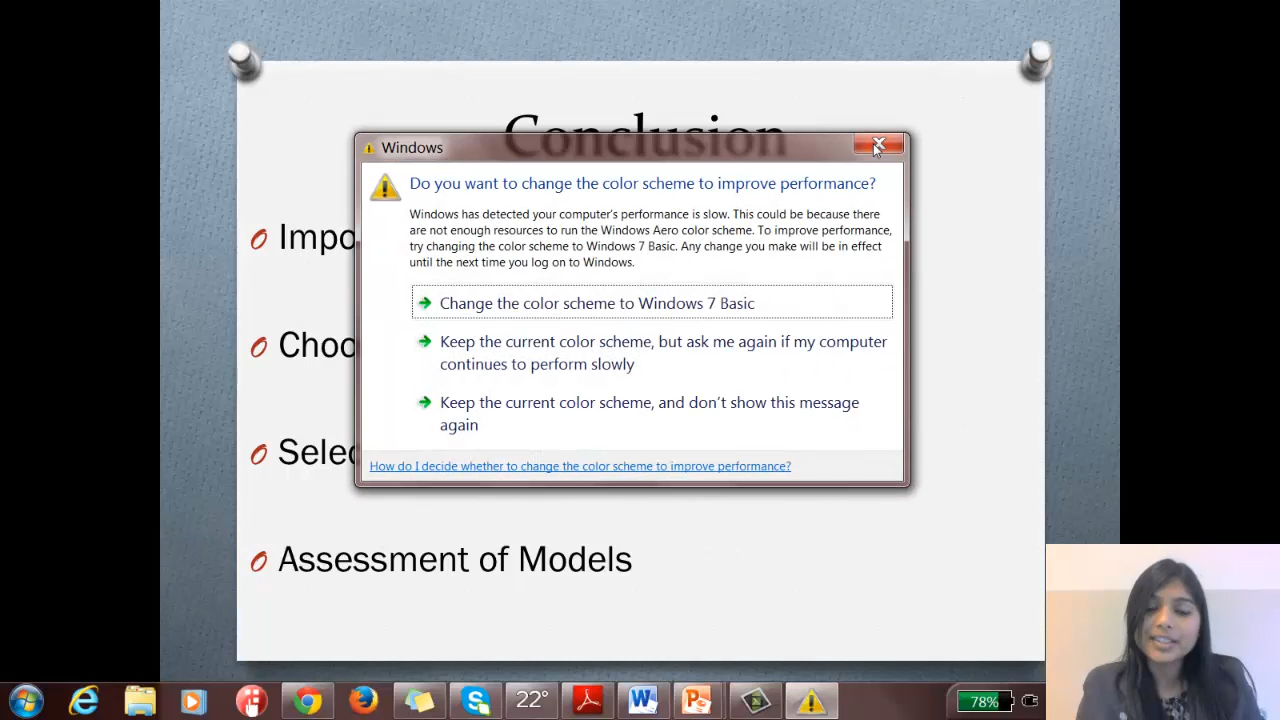 Conclusion
Windows
Do you want to change the color scheme to improve performance?
Windows has detected your computer's performance is slow. This could be because there
are not enough resources to run the Windows Aero color scheme. To improve performance,
try changing the color scheme to Windows 7 Basic. Any change you make will be in effect
until the next time you log on to Windows.
Impo
Change the color scheme to Windows 7 Basic
Choo
Keep the current color scheme, but ask me again if my computer
continues to perform slowly
Keep the current color scheme, and don't show this message
again
Selec
How do I decide whether to change the color scheme to improve performance?
Assessment of Models
22°
78%